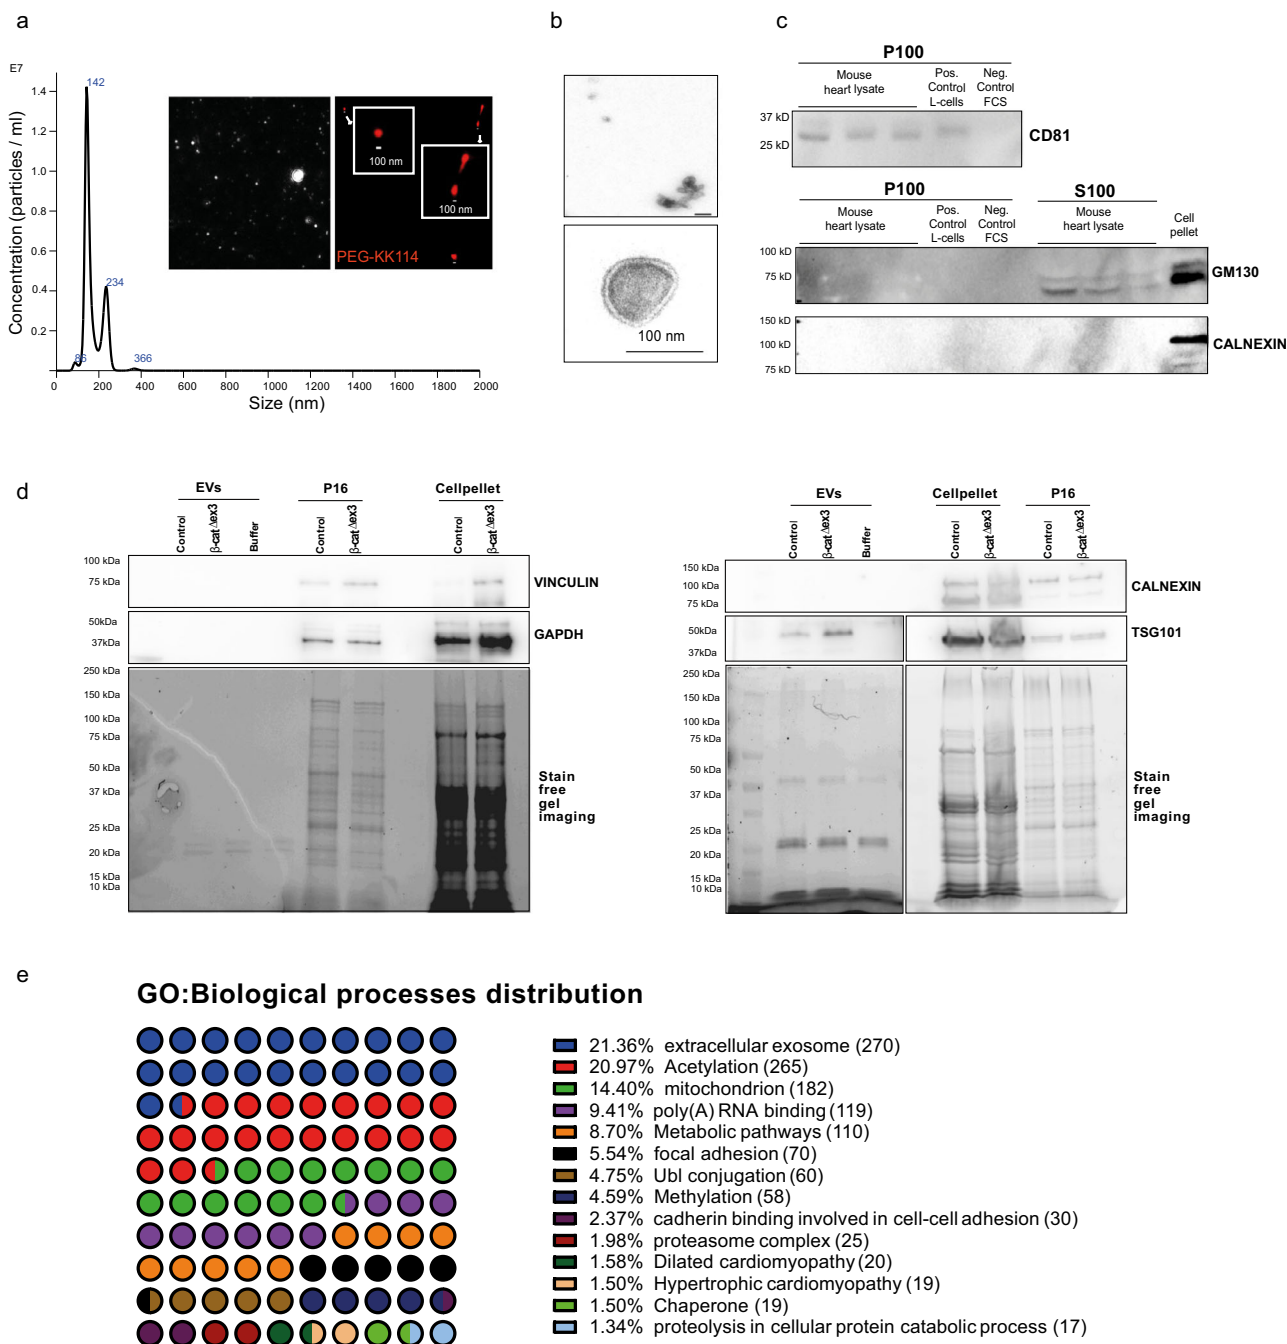 a
E7
Concentration (particles / ml)
1.4
1.2
1.0
0.8
0.6
0.4
0.2
142
234
86
366
0
200
400
600
800
1000
1200
1400
1600
1800
2000
Size (nm)
100 nm
100 nm
PEG-KK114
b
100 nm
c
P100
Mouse heart lysate
Pos. Control L-cells
Neg. Control FCS
37 kD
25 kD
CD81
P100
S100
Mouse heart lysate
Pos. Control L-cells
Neg. Control FCS
Mouse heart lysate
Cell pellet
100 kD
75 kD
GM130
150 kD
100 kD
75 kD
CALNEXIN
d
EVs
P16
Cellpellet
Control
β-catΔex3
Buffer
Control
β-catΔex3
Control
β-catΔex3
100 kDa
75 kDa
VINCULIN
50kDa
37kDa
GAPDH
250 kDa
150 kDa
100 kDa
75 kDa
50 kDa
37 kDa
25 kDa
20 kDa
15 kDa
10 kDa
Stain
free
gel
imaging
EVs
Cellpellet
P16
Control
β-catΔex3
Buffer
Control
β-catΔex3
Control
β-catΔex3
150 kDa
100 kDa
75 kDa
CALNEXIN
50kDa
37kDa
TSG101
250 kDa
150 kDa
100 kDa
75 kDa
50 kDa
37 kDa
25 kDa
20 kDa
15 kDa
10 kDa
Stain
free
gel
imaging
e
GO:Biological processes distribution
21.36% extracellular exosome (270)
20.97% Acetylation (265)
14.40% mitochondrion (182)
9.41% poly(A) RNA binding (119)
8.70% Metabolic pathways (110)
5.54% focal adhesion (70)
4.75% Ubl conjugation (60)
4.59% Methylation (58)
2.37% cadherin binding involved in cell-cell adhesion (30)
1.98% proteasome complex (25)
1.58% Dilated cardiomyopathy (20)
1.50% Hypertrophic cardiomyopathy (19)
1.50% Chaperone (19)
1.34% proteolysis in cellular protein catabolic process (17)